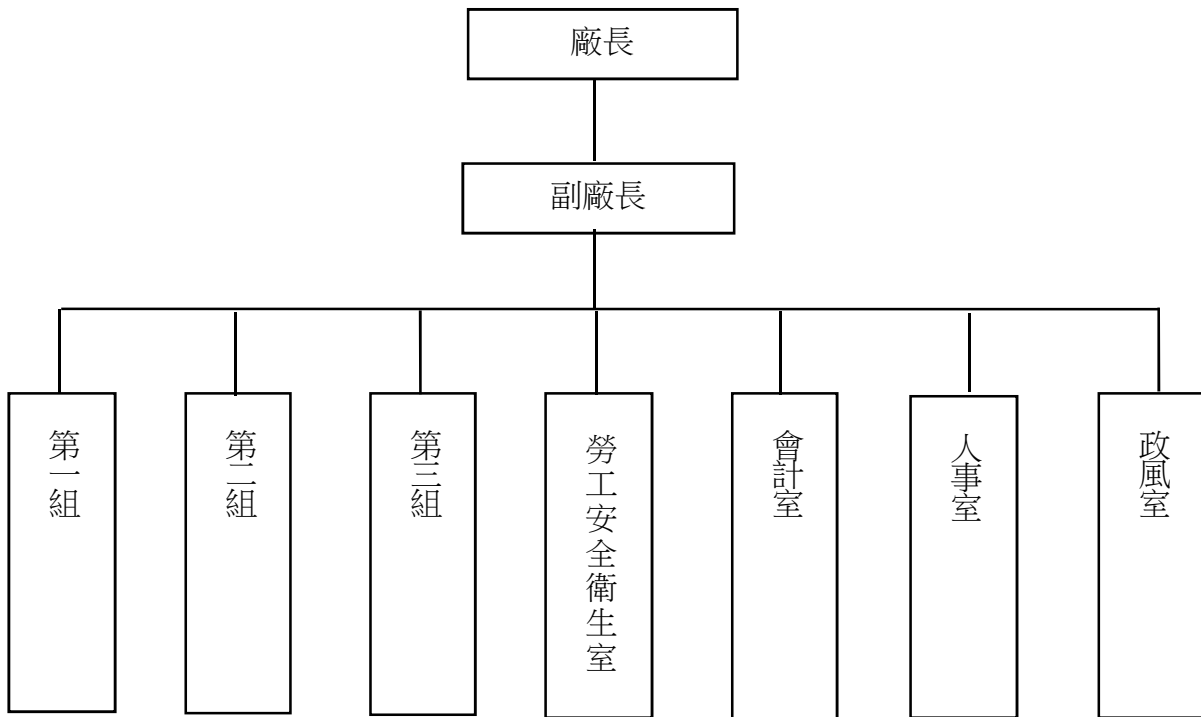 廠長
副廠長
第一組
第二組
第三組
勞工安全衛生室
會計室
人事室
政風室